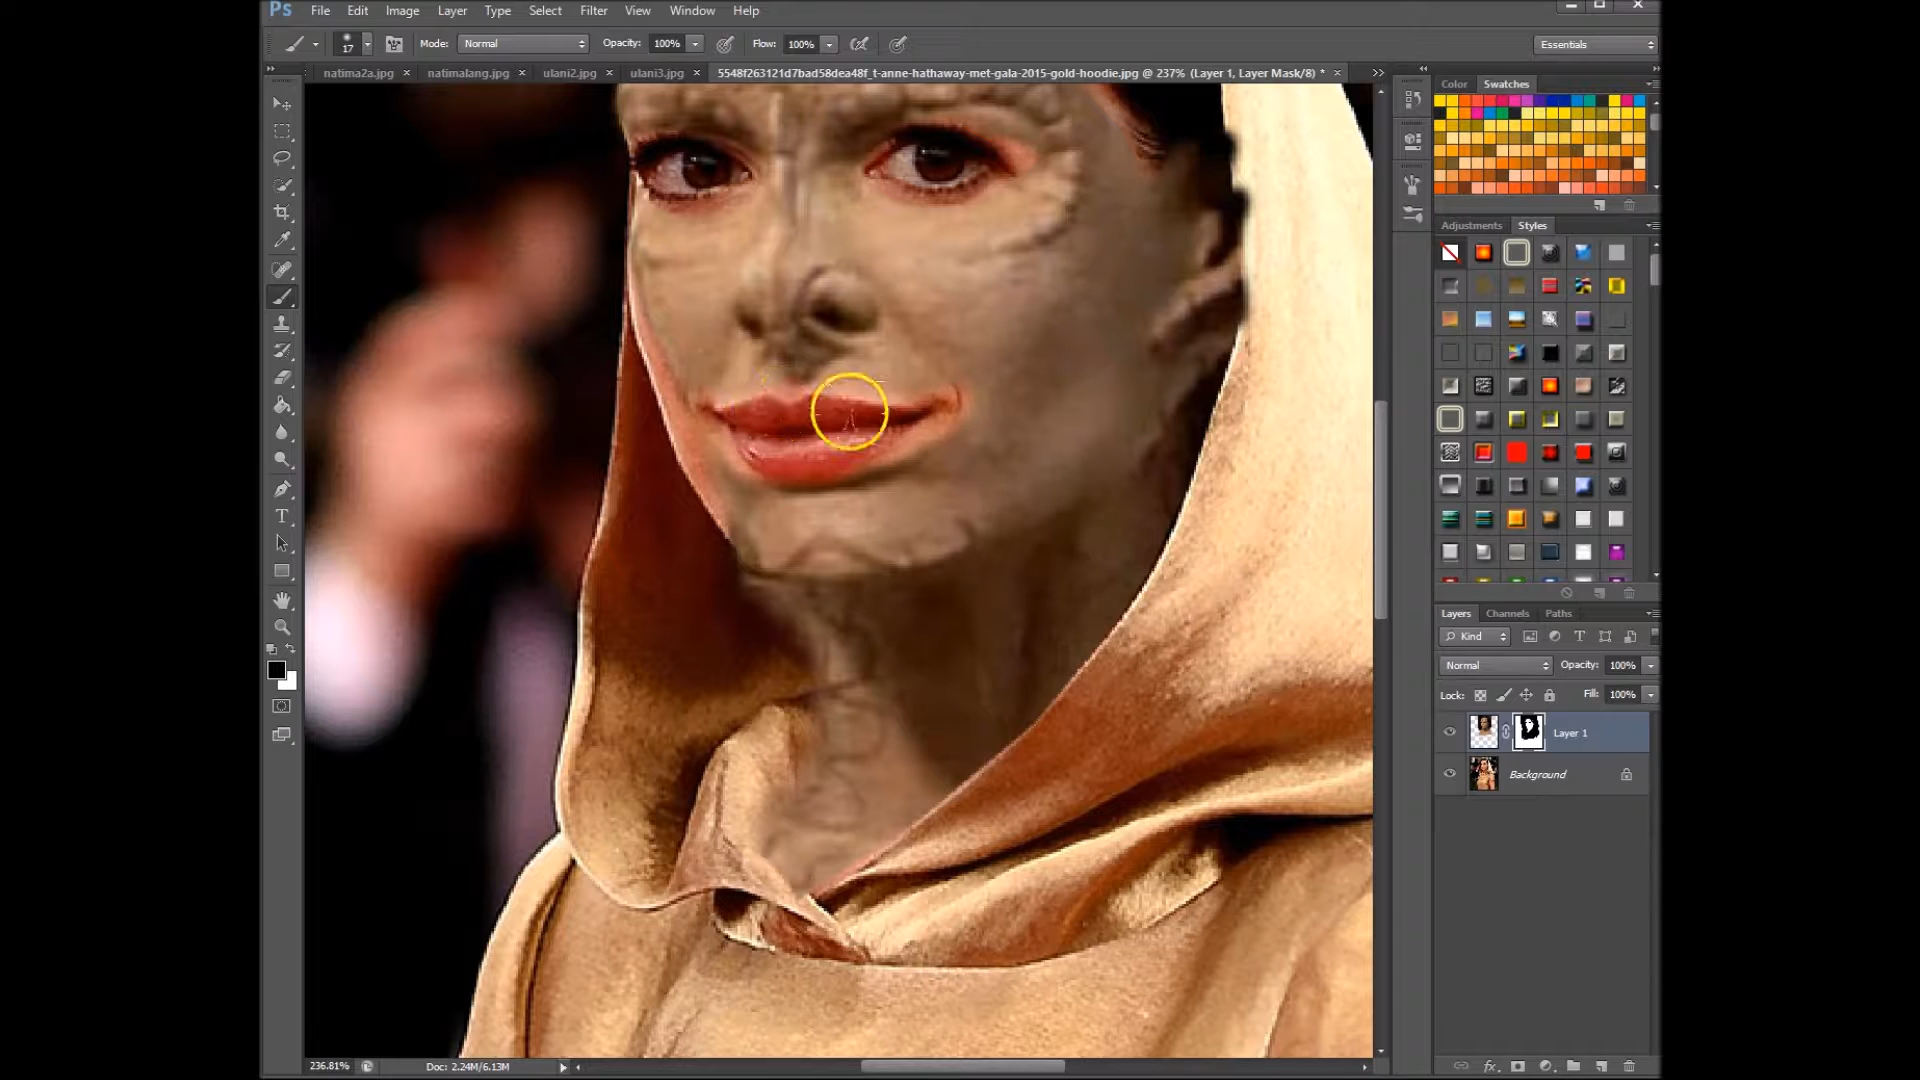 Ps File Edit Image Layer Type Select Filter View Window Help
17 Mode: Normal Opacity: 100% Flow: 100% Essentials
natima2a.jpg × natimalang.jpg × ulani2.jpg × ulani3.jpg × 5548f263121d7bad58dea48f_t-anne-hathaway-met-gala-2015-gold-hoodie.jpg @ 237% (Layer 1, Layer Mask/8) * ×
Color Swatches
Adjustments Styles
Layers Channels Paths
Kind
Normal Opacity: 100%
Lock: Fill: 100%
Layer 1
Background
236.81% Doc: 2.24M/6.13M